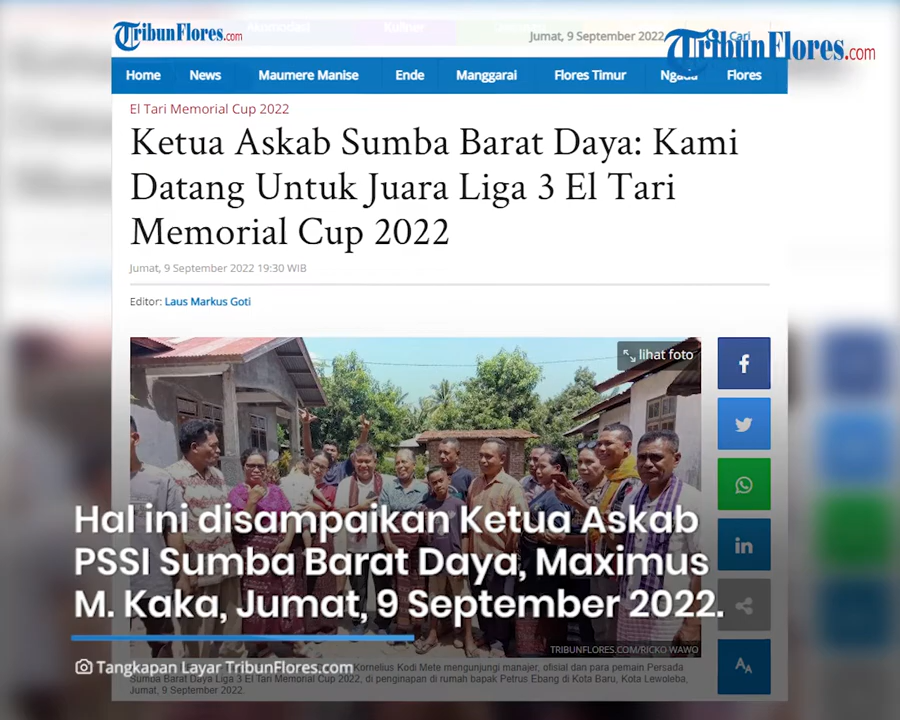 TribunFlores.com
Akomodasi
Kuliner
Jumat, 9 September 2022
Cari
TribunFlores.com
Home
News
Maumere Manise
Ende
Manggarai
Flores Timur
Ngada
Flores
El Tari Memorial Cup 2022
Ketua Askab Sumba Barat Daya: Kami
Datang Untuk Juara Liga 3 El Tari
Memorial Cup 2022
Jumat, 9 September 2022 19:30 WIB
Editor: Laus Markus Goti
lihat foto
Hal ini disampaikan Ketua Askab
PSSI Sumba Barat Daya, Maximus
M. Kaka, Jumat, 9 September 2022.
TRIBUNFLORES.COM/RICKO WAWO
Tangkapan Layar TribunFlores.com
Kornelius Kodi Mete mengunjungi manajer, ofisial dan para pemain Persada
Sumba Barat Daya Liga 3 El Tari Memorial Cup 2022, di penginapan di rumah bapak Petrus Ebang di Kota Baru, Kota Lewoleba,
Jumat, 9 September 2022.
AA